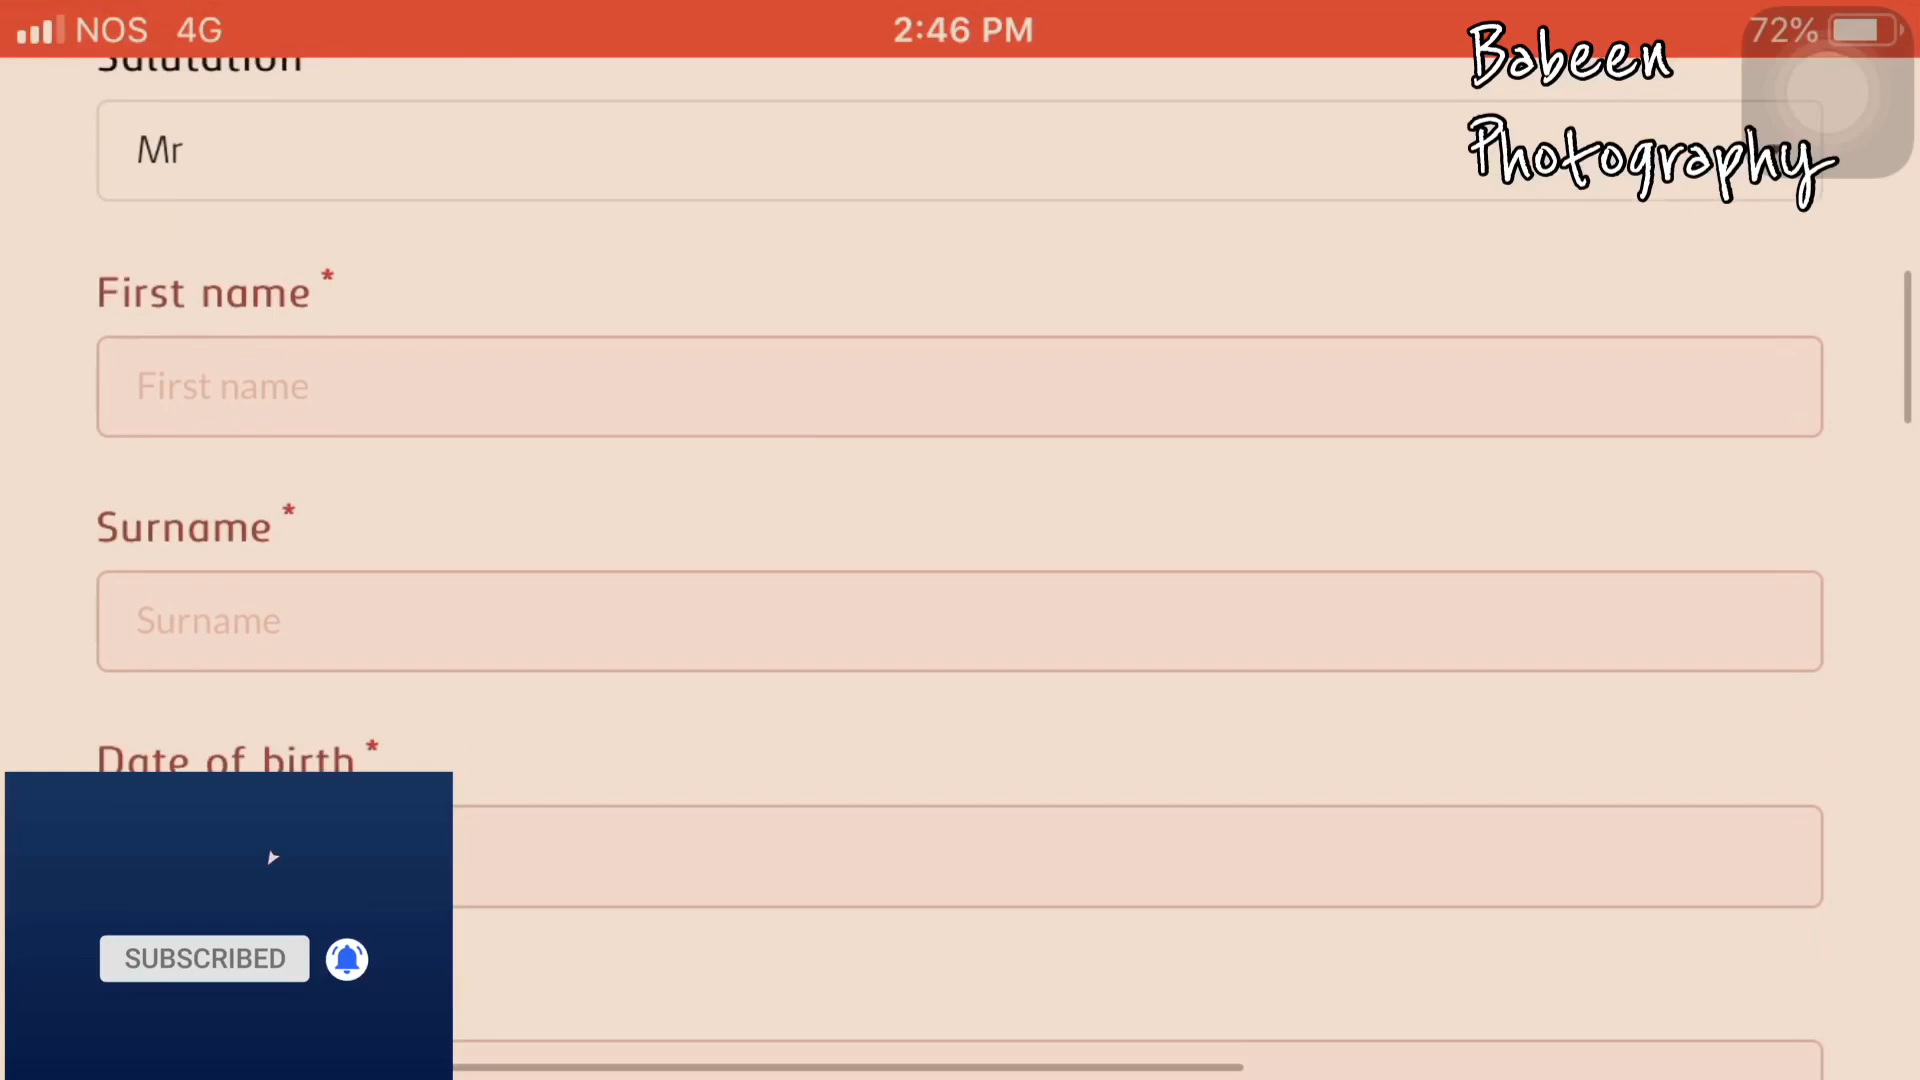 NOS 4G 2:46 PM 72%
Salutation
Babeen
Photography
Mr
First name *
First name
Surname *
Surname
Date of birth *
SUBSCRIBED